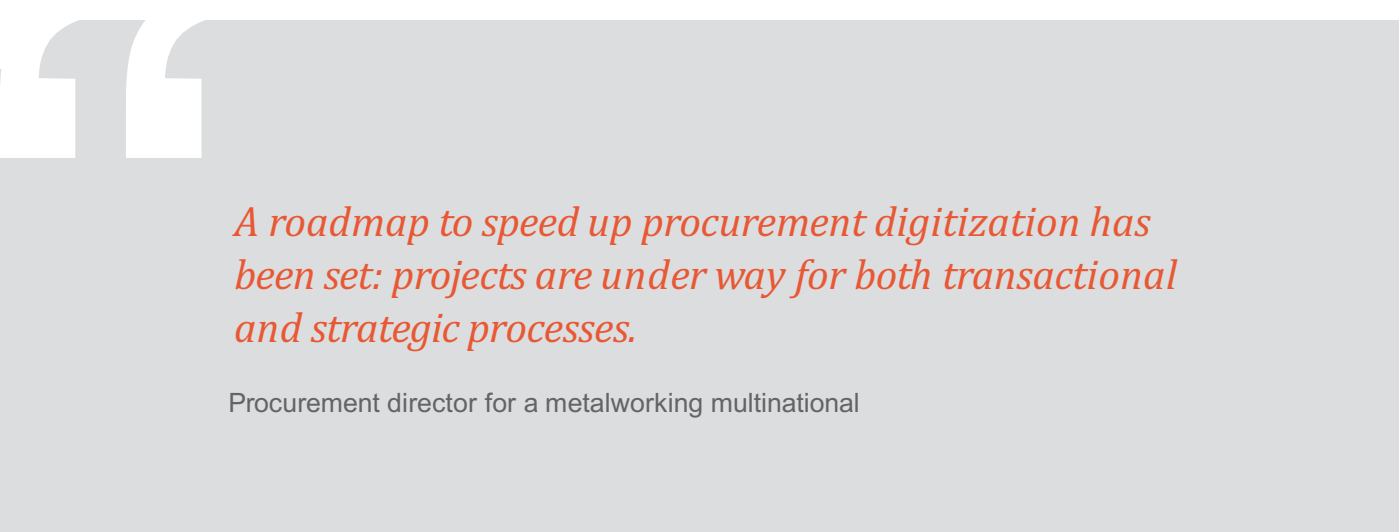 “
A roadmap to speed up procurement digitization has
been set: projects are under way for both transactional
and strategic processes.
Procurement director for a metalworking multinational